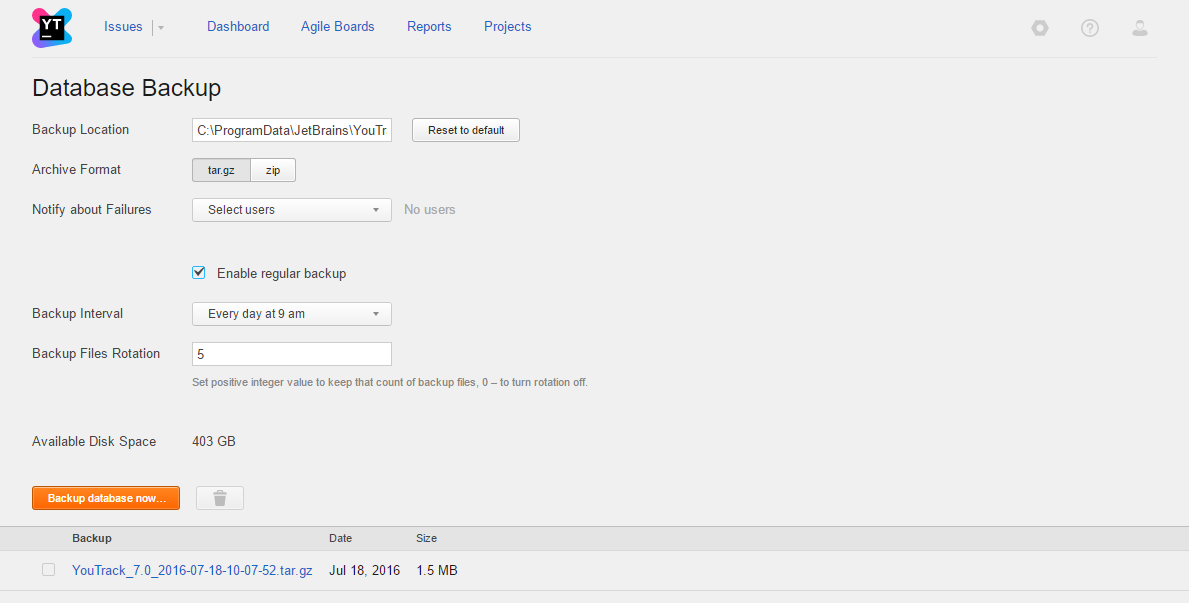 YT
Issues
Dashboard
Agile Boards
Reports
Projects
Database Backup
Backup Location
C:\ProgramData\JetBrains\YouTr
Reset to default
Archive Format
tar.gz
zip
Notify about Failures
Select users
No users
Enable regular backup
Backup Interval
Every day at 9 am
Backup Files Rotation
5
Set positive integer value to keep that count of backup files, 0 – to turn rotation off.
Available Disk Space
403 GB
Backup database now...
Backup Date Size
YouTrack_7.0_2016-07-18-10-07-52.tar.gz Jul 18, 2016 1.5 MB